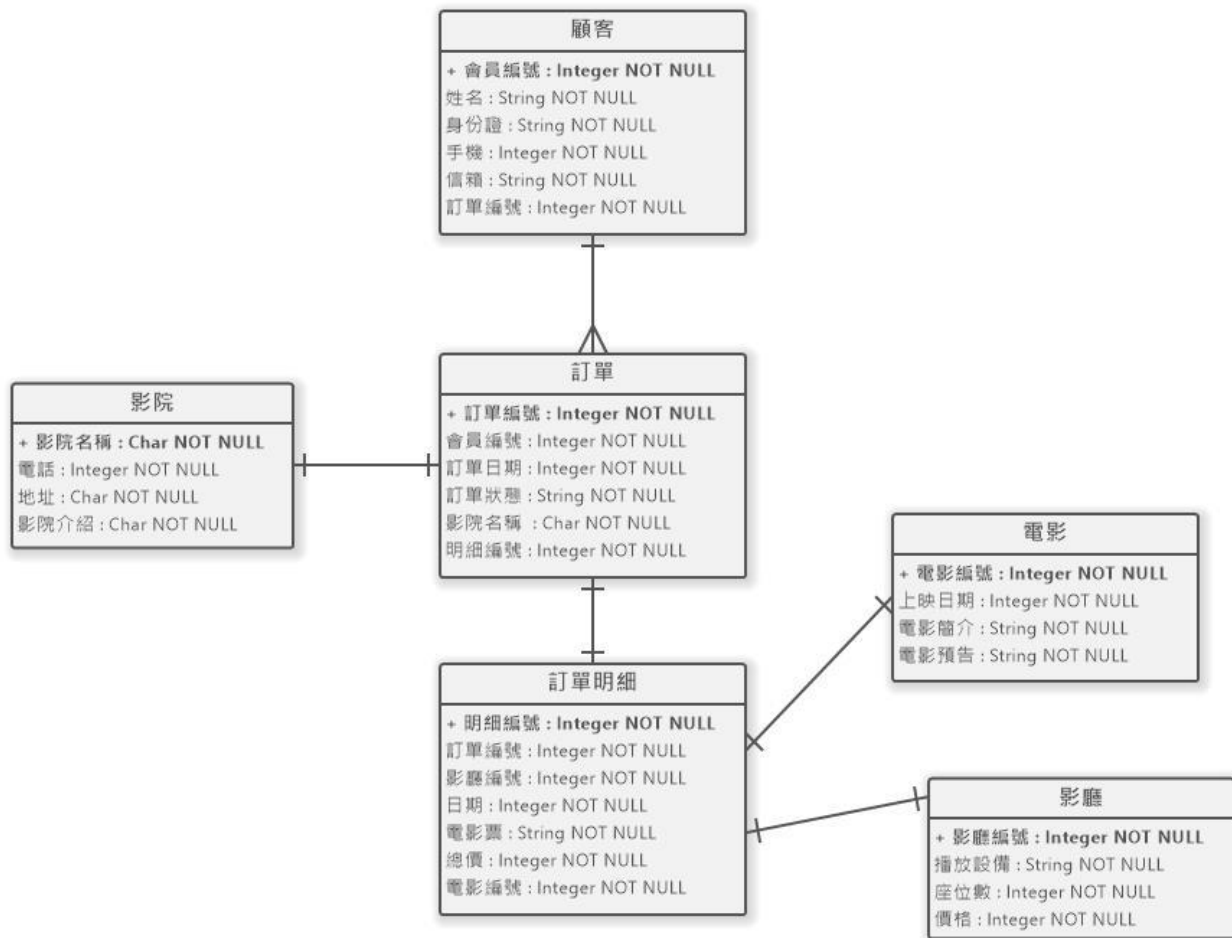 顧客
+ 會員編號 : Integer NOT NULL
姓名 : String NOT NULL
身份證 : String NOT NULL
手機 : Integer NOT NULL
信箱 : String NOT NULL
訂單編號 : Integer NOT NULL
訂單
+ 訂單編號 : Integer NOT NULL
會員編號 : Integer NOT NULL
訂單日期 : Integer NOT NULL
訂單狀態 : String NOT NULL
影院名稱 : Char NOT NULL
明細編號 : Integer NOT NULL
影院
+ 影院名稱 : Char NOT NULL
電話 : Integer NOT NULL
地址 : Char NOT NULL
影院介紹 : Char NOT NULL
電影
+ 電影編號 : Integer NOT NULL
上映日期 : Integer NOT NULL
電影簡介 : String NOT NULL
電影預告 : String NOT NULL
訂單明細
+ 明細編號 : Integer NOT NULL
訂單編號 : Integer NOT NULL
影廳編號 : Integer NOT NULL
日期 : Integer NOT NULL
電影票 : String NOT NULL
總價 : Integer NOT NULL
電影編號 : Integer NOT NULL
影廳
+ 影廳編號 : Integer NOT NULL
播放設備 : String NOT NULL
座位數 : Integer NOT NULL
價格 : Integer NOT NULL